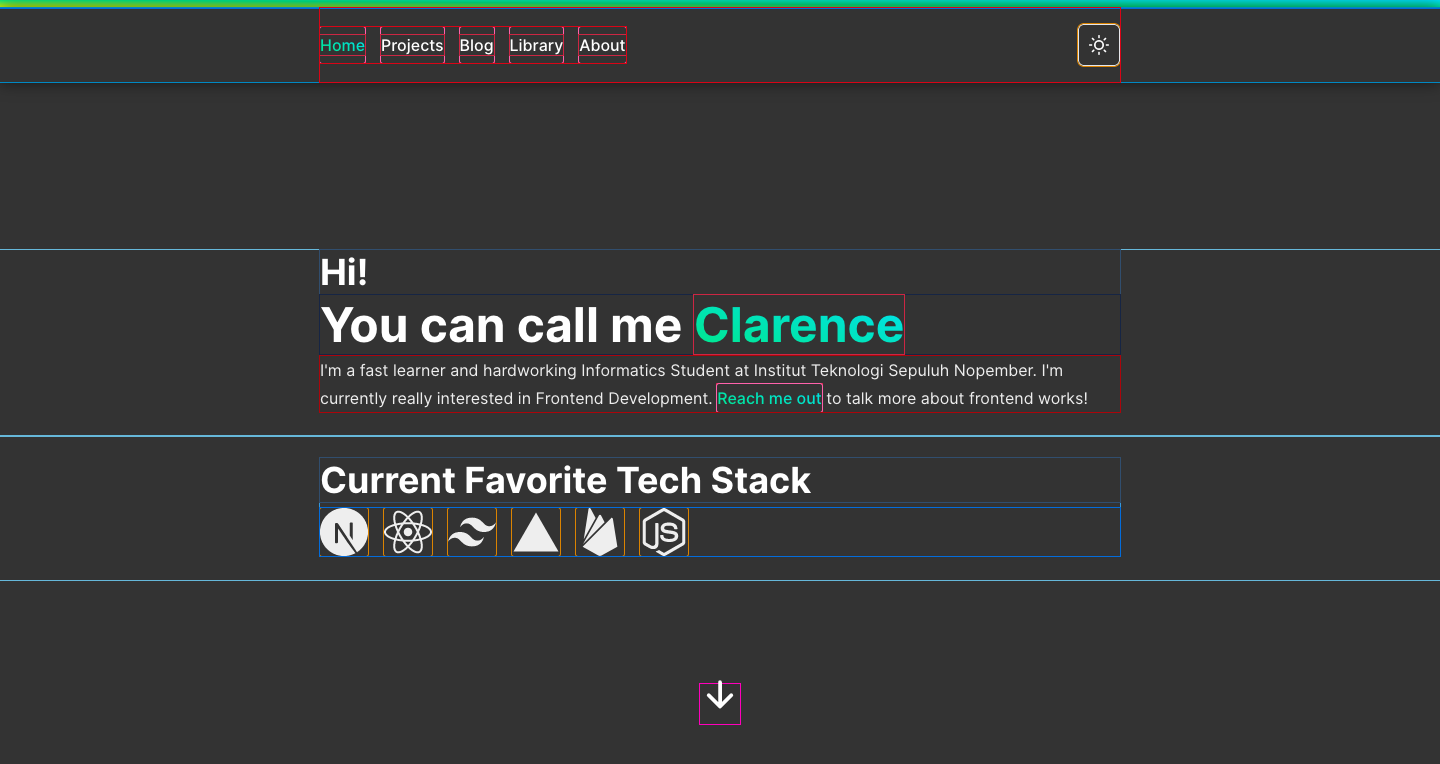 Home Projects Blog Library About
Hi!
You can call me Clarence
I'm a fast learner and hardworking Informatics Student at Institut Teknologi Sepuluh Nopember. I'm
currently really interested in Frontend Development. Reach me out to talk more about frontend works!
Current Favorite Tech Stack
N JS